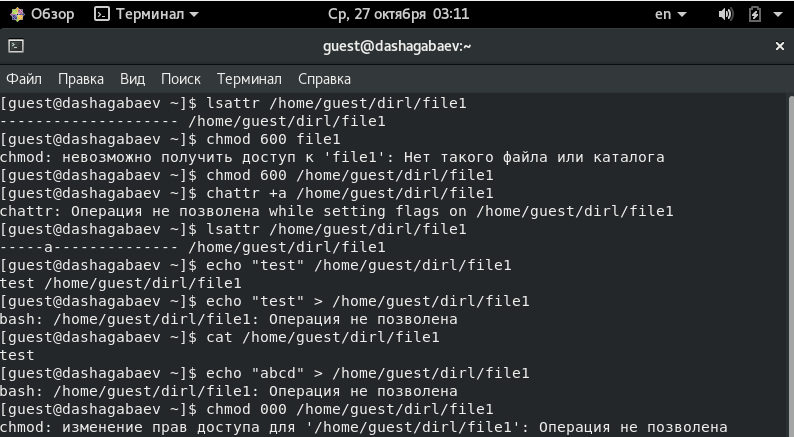 Обзор Терминал Ср, 27 октября 03:11 en
guest@dashagabaev:~
Файл Правка Вид Поиск Терминал Справка
[guest@dashagabaev ~]$ lsattr /home/guest/dirl/file1
-------------------- /home/guest/dirl/file1
[guest@dashagabaev ~]$ chmod 600 file1
chmod: невозможно получить доступ к 'file1': Нет такого файла или каталога
[guest@dashagabaev ~]$ chmod 600 /home/guest/dirl/file1
[guest@dashagabaev ~]$ chattr +a /home/guest/dirl/file1
chattr: Операция не позволена while setting flags on /home/guest/dirl/file1
[guest@dashagabaev ~]$ lsattr /home/guest/dirl/file1
-----a-------------- /home/guest/dirl/file1
[guest@dashagabaev ~]$ echo "test" /home/guest/dirl/file1
test /home/guest/dirl/file1
[guest@dashagabaev ~]$ echo "test" > /home/guest/dirl/file1
bash: /home/guest/dirl/file1: Операция не позволена
[guest@dashagabaev ~]$ cat /home/guest/dirl/file1
test
[guest@dashagabaev ~]$ echo "abcd" > /home/guest/dirl/file1
bash: /home/guest/dirl/file1: Операция не позволена
[guest@dashagabaev ~]$ chmod 000 /home/guest/dirl/file1
chmod: изменение прав доступа для '/home/guest/dirl/file1': Операция не позволена